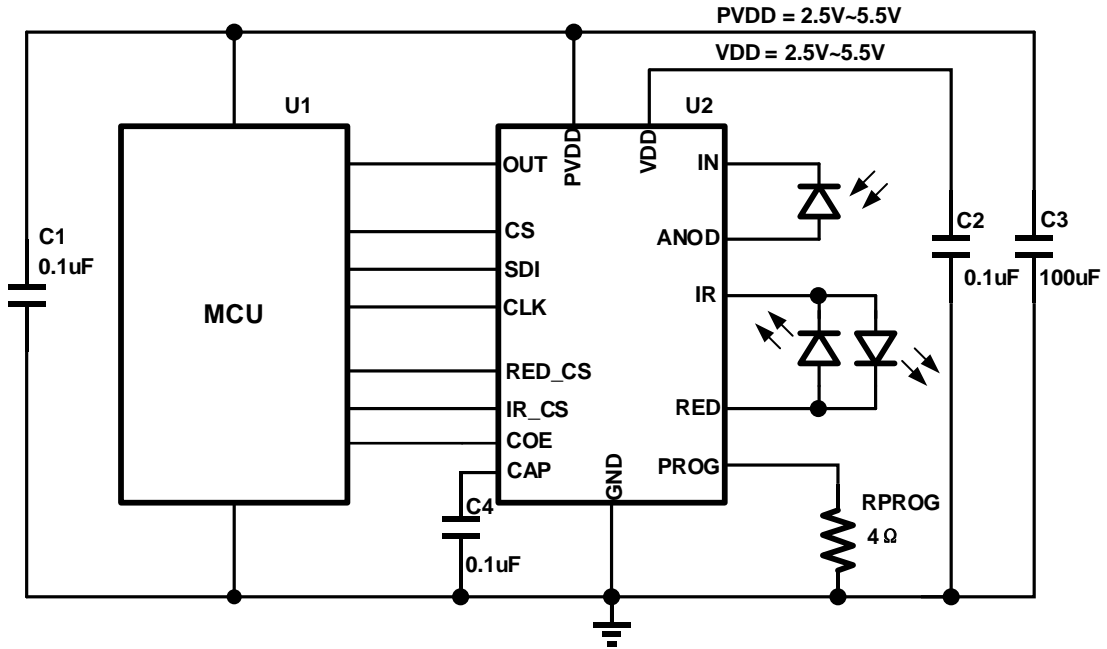 PVDD = 2.5V~5.5V
VDD = 2.5V~5.5V
U1
U2
PVDD
VDD
OUT
IN
CS
ANOD
SDI
CLK
IR
MCU
RED_CS
IR_CS
RED
COE
CAP
PROG
GND
C1
0.1uF
C2
0.1uF
C3
100uF
C4
0.1uF
RPROG
4Ω